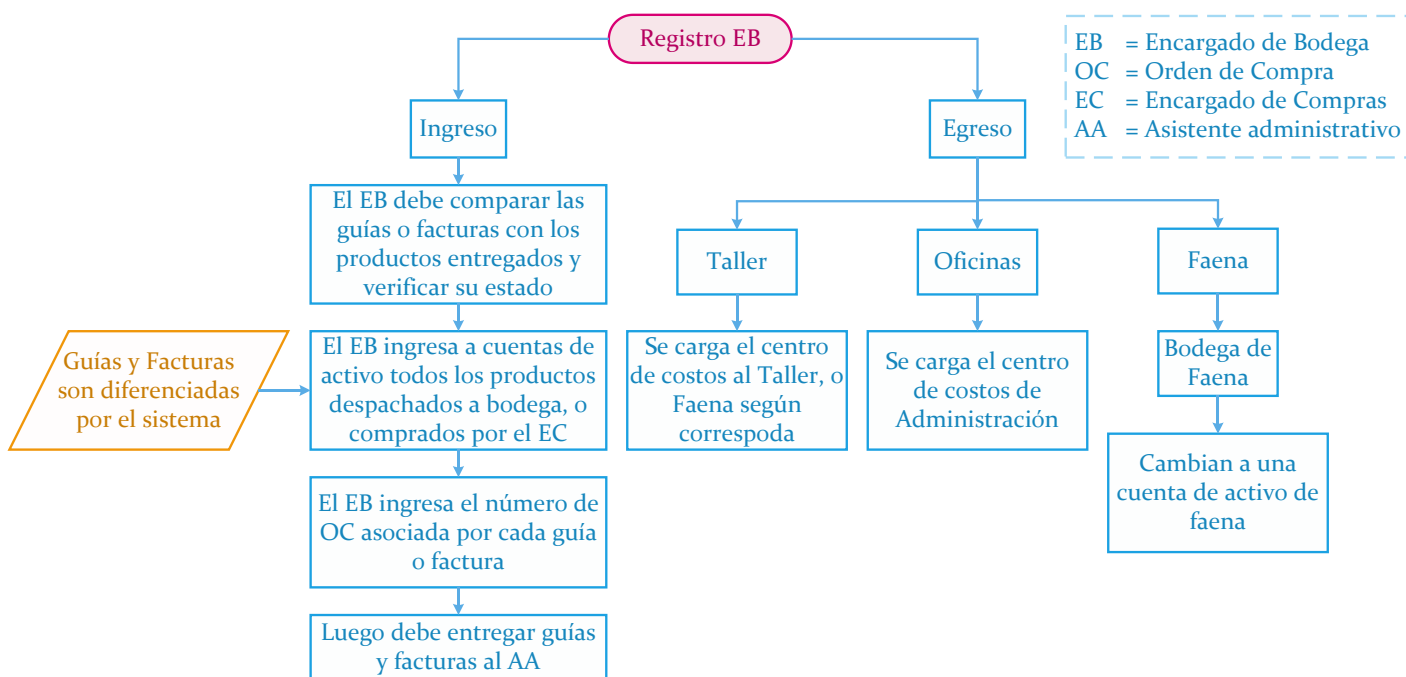 Registro EB
EB = Encargado de Bodega
OC = Orden de Compra
EC = Encargado de Compras
AA = Asistente administrativo
Ingreso
Egreso
El EB debe comparar las
guías o facturas con los
productos entregados y
verificar su estado
Taller
Oficinas
Faena
Guías y Facturas
son diferenciadas
por el sistema
El EB ingresa a cuentas de
activo todos los productos
despachados a bodega, o
comprados por el EC
Se carga el centro
de costos al Taller, o
Faena según
correspoda
Se carga el centro
de costos de
Administración
Bodega de
Faena
Cambian a una
cuenta de activo de
faena
El EB ingresa el número de
OC asociada por cada guía
o factura
Luego debe entregar guías
y facturas al AA